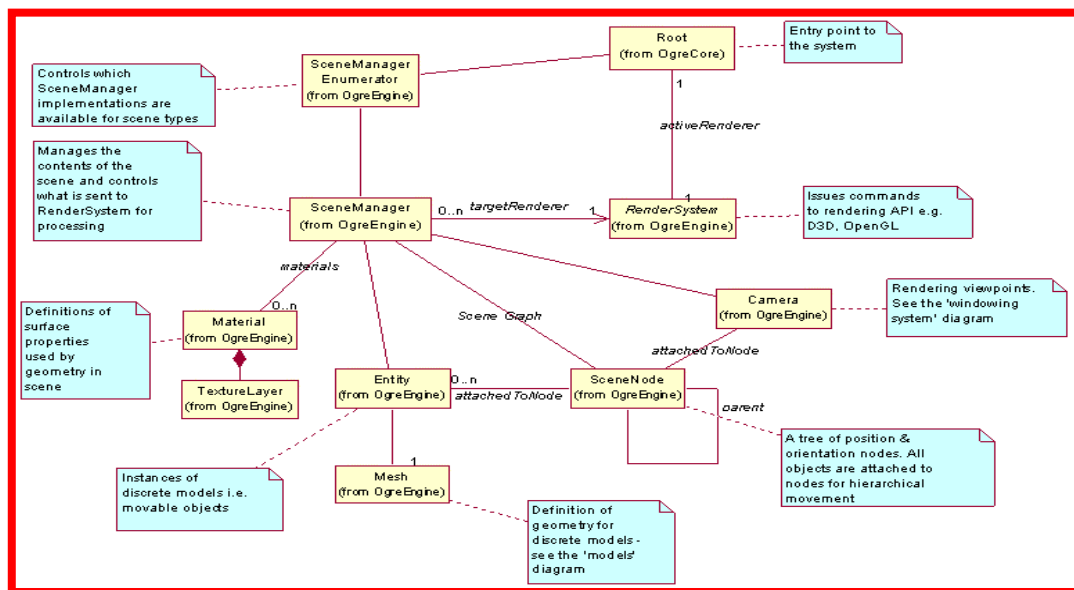 Root
(from OgreCore)
Entry point to
the system
SceneManager
Enumerator
(from OgreEngine)
Controls which
SceneManager
implementations are
available for scene types
1
activeRenderer
Manages the
contents of the
scene and controls
what is sent to
RenderSystem for
processing
SceneManager
(from OgreEngine)
0..n
targetRenderer
1
1
RenderSystem
(from OgreEngine)
Issues commands
to rendering API e.g.
D3D, OpenGL
materials
0..n
Definitions of
surface
properties
used by
geometry in
scene
Material
(from OgreEngine)
Scene Graph
Camera
(from OgreEngine)
Rendering viewpoints.
See the 'windowing
system' diagram
attachedToNode
TextureLayer
(from OgreEngine)
Entity
(from OgreEngine)
0..n
attachedToNode
SceneNode
(from OgreEngine)
parent
A tree of position &
orientation nodes. All
objects are attached to
nodes for hierarchical
movement
Instances of
discrete models i.e.
movable objects
1
Mesh
(from OgreEngine)
Definition of
geometry for
discrete models -
see the 'models'
diagram